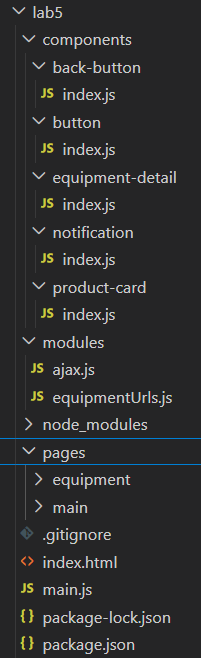 lab5
components
back-button
JS index.js
button
JS index.js
equipment-detail
JS index.js
notification
JS index.js
product-card
JS index.js
modules
JS ajax.js
JS equipmentUrls.js
node_modules
pages
equipment
main
.gitignore
<> index.html
JS main.js
{ } package-lock.json
{ } package.json